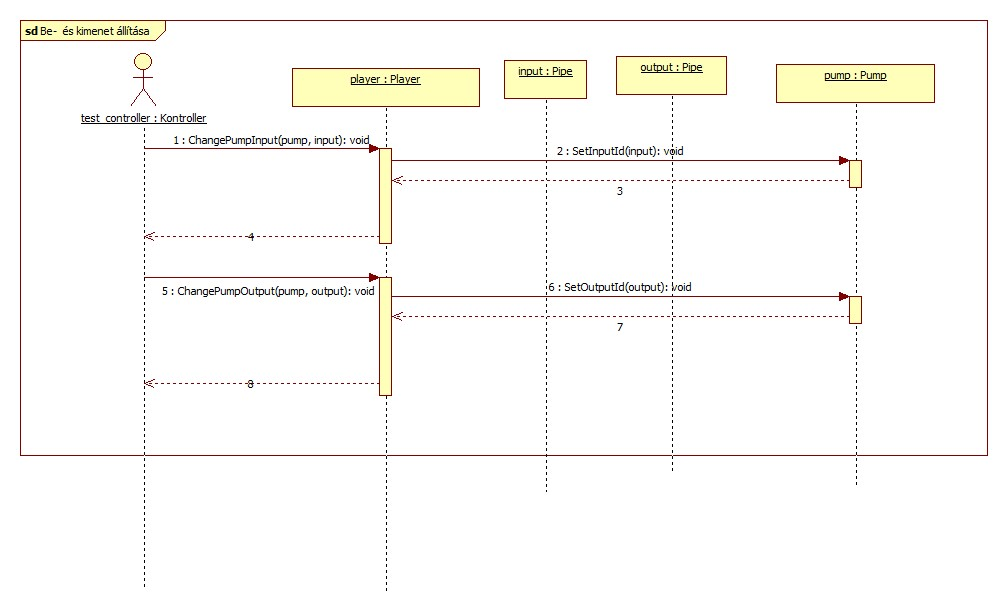 sd Be- és kimenet állítása
test_controller : Kontroller
player : Player
input : Pipe
output : Pipe
pump : Pump
1 : ChangePumpInput(pump, input): void
2 : SetInputId(input): void
3
4
5 : ChangePumpOutput(pump, output): void
6 : SetOutputId(output): void
7
8